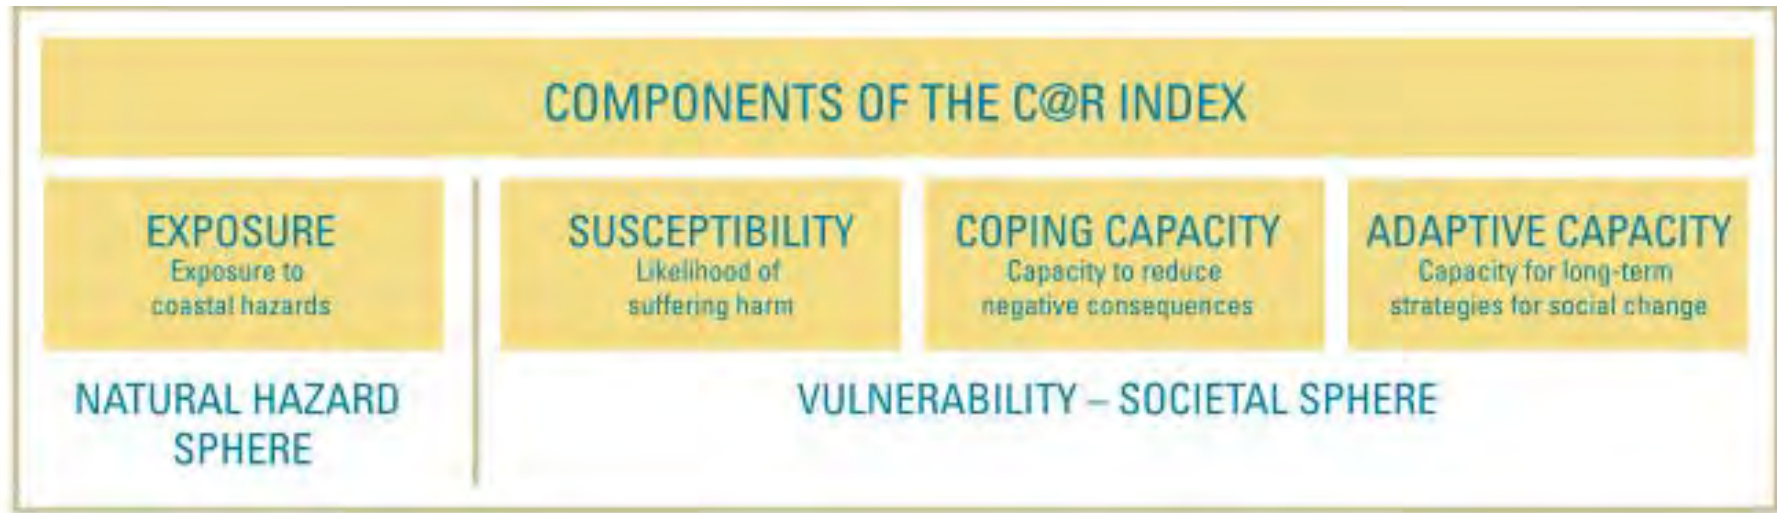 COMPONENTS OF THE C@R INDEX
EXPOSURE
Exposure to
coastal hazards
SUSCEPTIBILITY
Likelihood of
suffering harm
COPING CAPACITY
Capacity to reduce
negative consequences
ADAPTIVE CAPACITY
Capacity for long-term
strategies for social change
NATURAL HAZARD
SPHERE
VULNERABILITY – SOCIETAL SPHERE